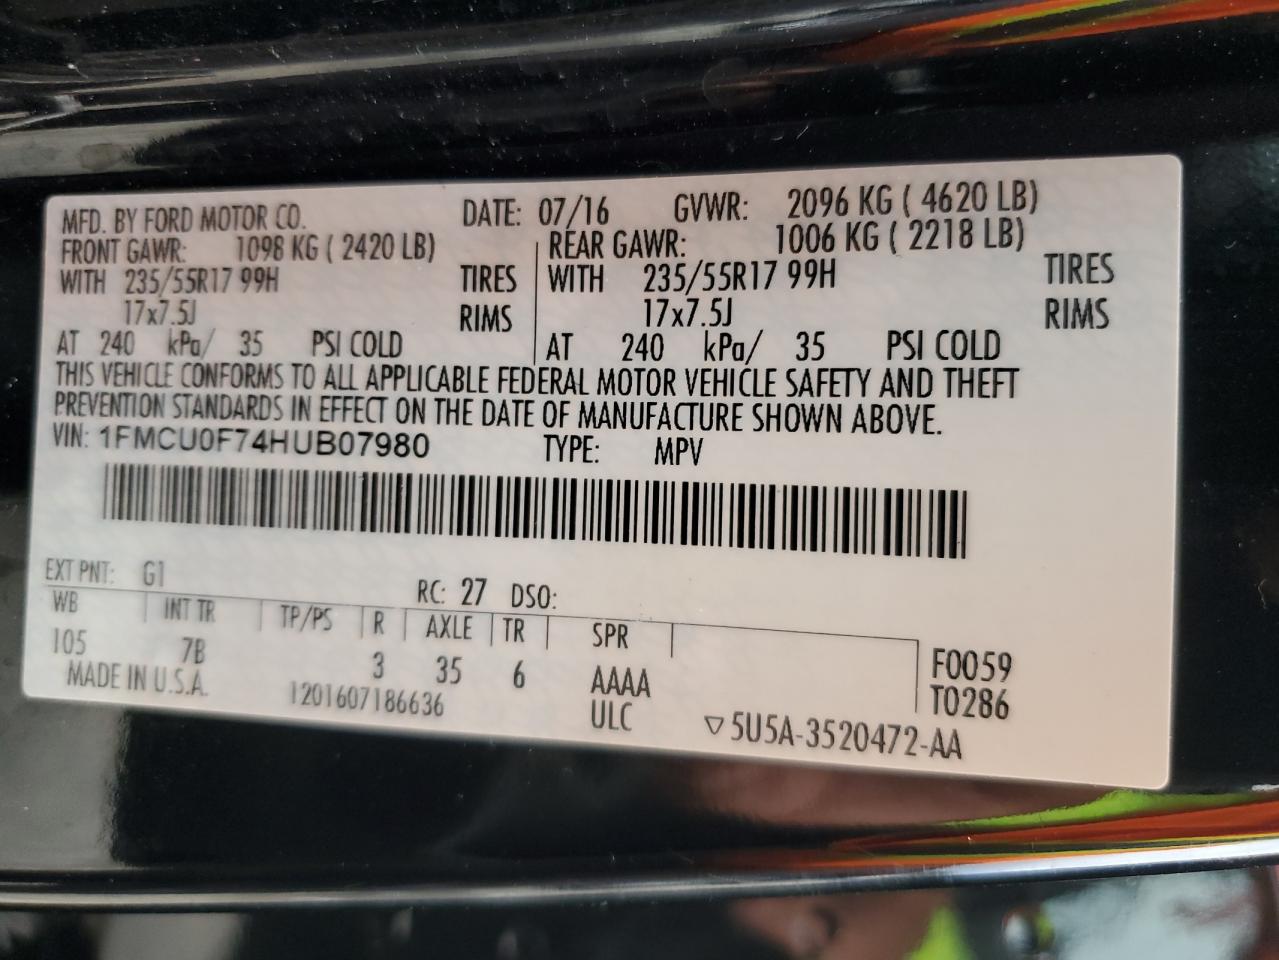 MFD. BY FORD MOTOR CO. DATE: 07/16 GVWR: 2096 KG ( 4620 LB)
FRONT GAWR: 1098 KG ( 2420 LB) REAR GAWR: 1006 KG ( 2218 LB)
WITH 235/55R17 99H TIRES WITH 235/55R17 99H TIRES
17x7.5J RIMS 17x7.5J RIMS
AT 240 kPa/ 35 PSI COLD AT 240 kPa/ 35 PSI COLD
THIS VEHICLE CONFORMS TO ALL APPLICABLE FEDERAL MOTOR VEHICLE SAFETY AND THEFT
PREVENTION STANDARDS IN EFFECT ON THE DATE OF MANUFACTURE SHOWN ABOVE.
VIN: 1FMCU0F74HUB07980 TYPE: MPV
EXT PNT: G1 RC: 27 DSO:
WB INT TR TP/PS R AXLE TR SPR
105 7B 3 35 6 AAAA F0059
MADE IN U.S.A. 1201607186636 ULC T0286
▽5U5A-3520472-AA